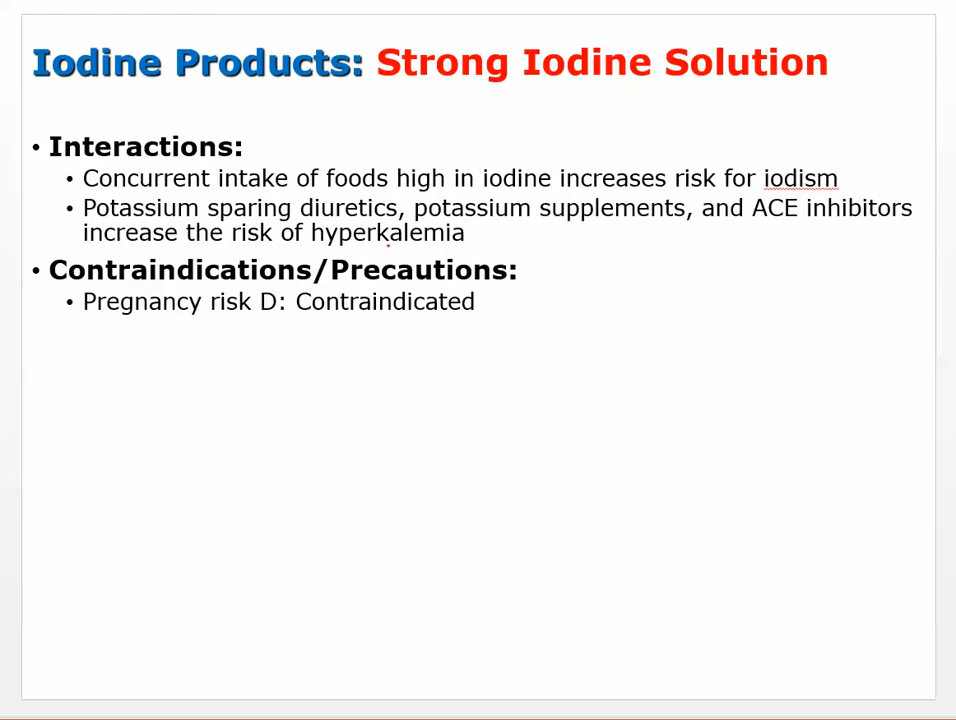 Iodine Products: Strong Iodine Solution
• Interactions:
• Concurrent intake of foods high in iodine increases risk for iodism
• Potassium sparing diuretics, potassium supplements, and ACE inhibitors
increase the risk of hyperkalemia
• Contraindications/Precautions:
• Pregnancy risk D: Contraindicated